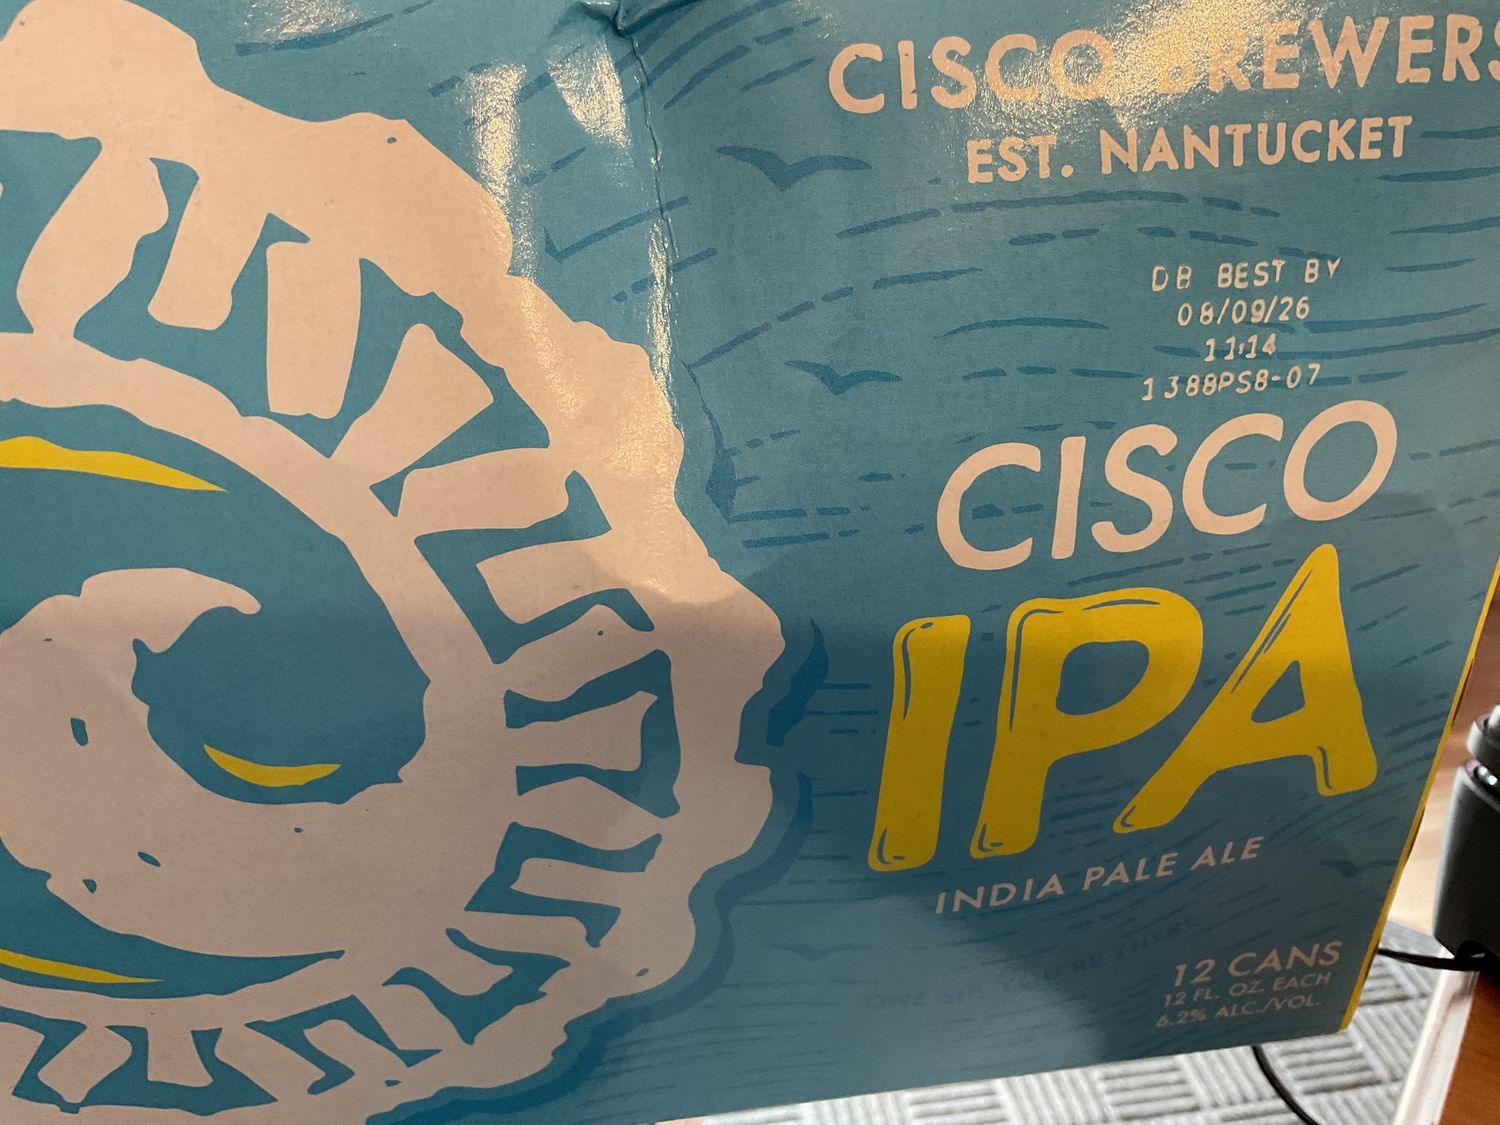 CISCO BREWERS
EST. NANTUCKET
DB BEST BY
08/09/26
11:14
1388PS8-07
CISCO
IPA
INDIA PALE ALE
12 CANS
12 FL. OZ. EACH
6.2% ALC./VOL.